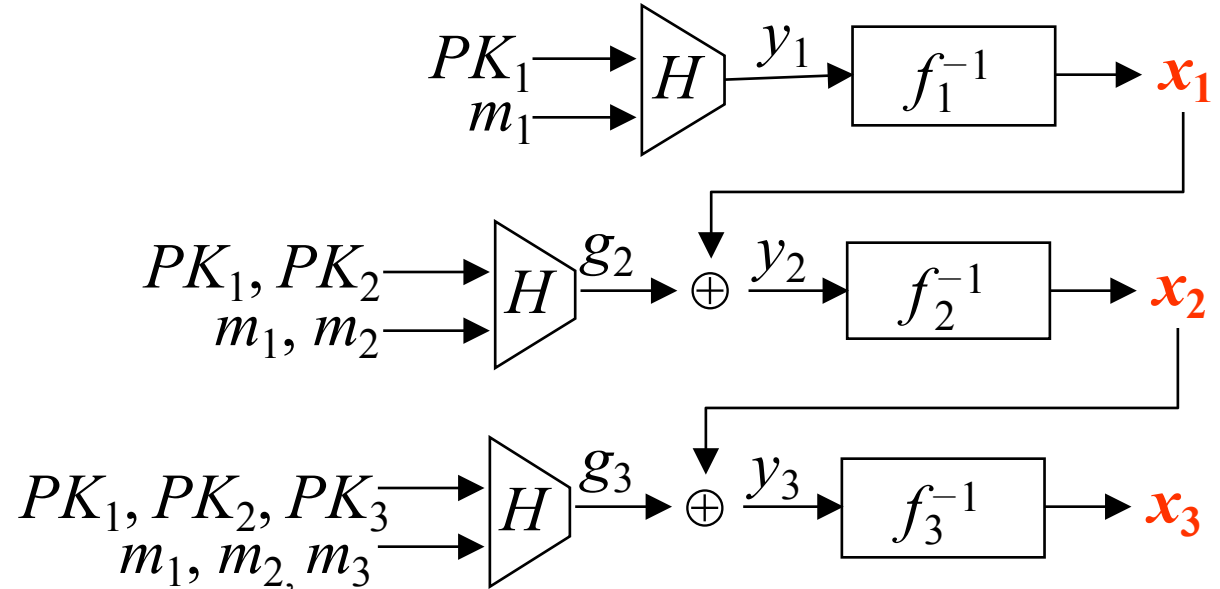 PK₁ H y₁ f₁⁻¹ x₁
m₁
PK₁, PK₂ H g₂ ⊕ y₂ f₂⁻¹ x₂
m₁, m₂
PK₁, PK₂, PK₃ H g₃ ⊕ y₃ f₃⁻¹ x₃
m₁, m₂, m₃